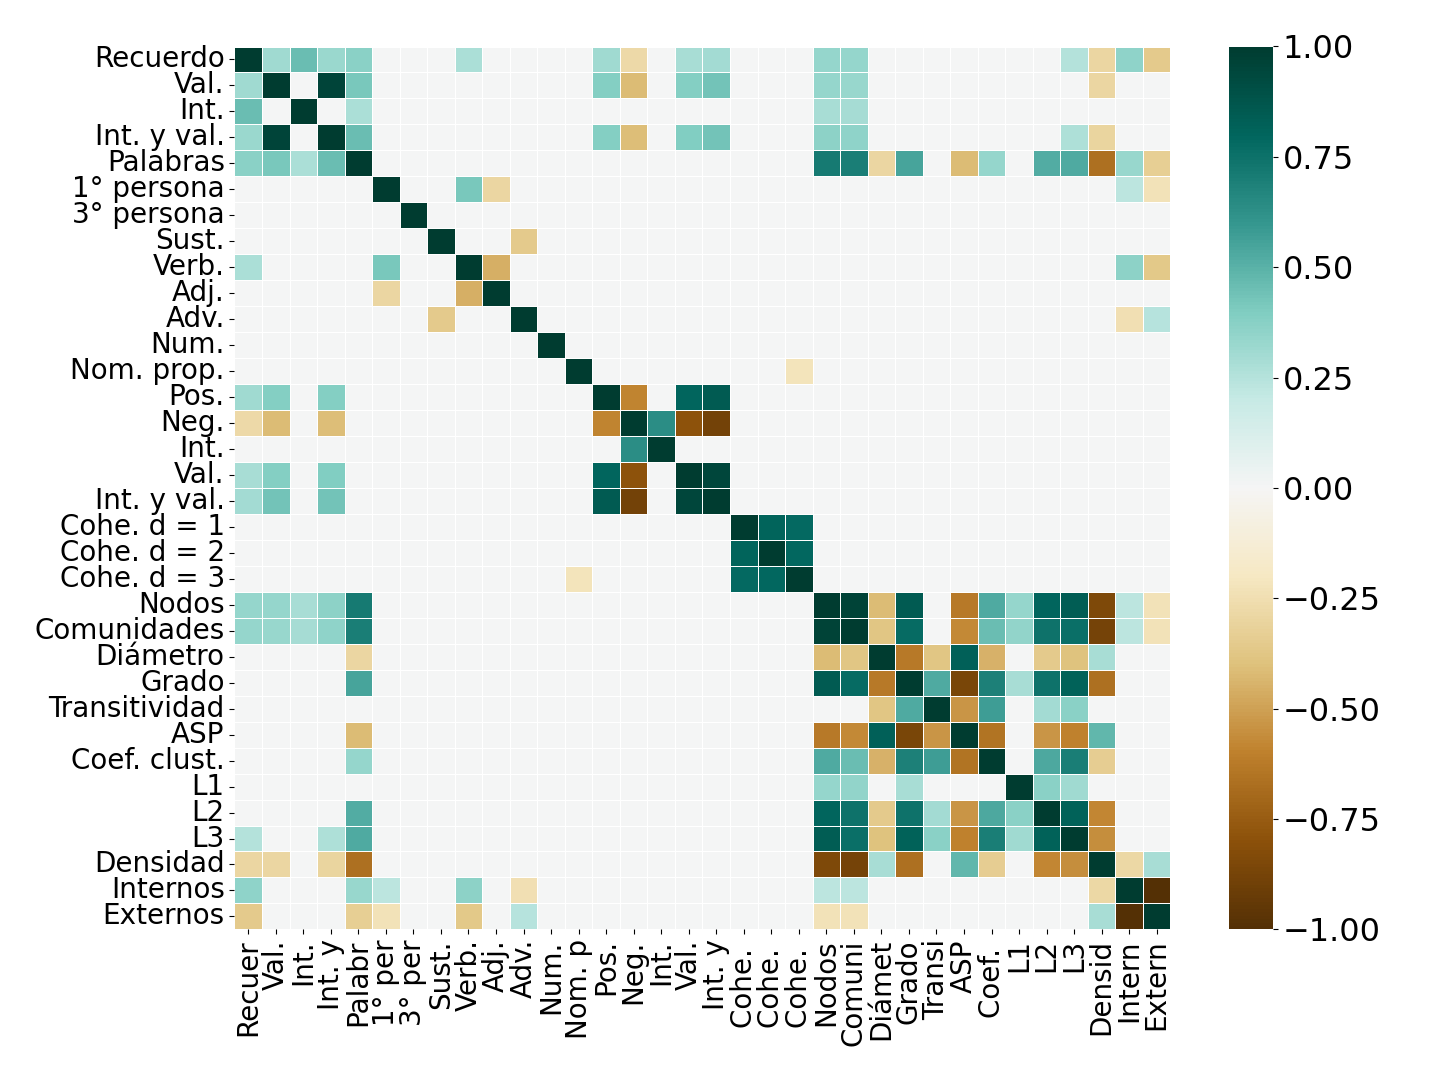 Recuerdo
Val.
Int.
Int. y val.
Palabras
1° persona
3° persona
Sust.
Verb.
Adj.
Adv.
Num.
Nom. prop.
Pos.
Neg.
Int.
Val.
Int. y val.
Cohe. d = 1
Cohe. d = 2
Cohe. d = 3
Nodos
Comunidades
Diámetro
Grado
Transitividad
ASP
Coef. clust.
L1
L2
L3
Densidad
Internos
Externos
Recuer
Val.
Int.
Int. y
Palabr
1° per
3° per
Sust.
Verb.
Adj.
Adv.
Num.
Nom. p
Pos.
Neg.
Int.
Val.
Int. y
Cohe.
Cohe.
Cohe.
Nodos
Comuni
Diámet
Grado
Transi
ASP
Coef.
L1
L2
L3
Densid
Intern
Extern
1.00
0.75
0.50
0.25
0.00
−0.25
−0.50
−0.75
−1.00